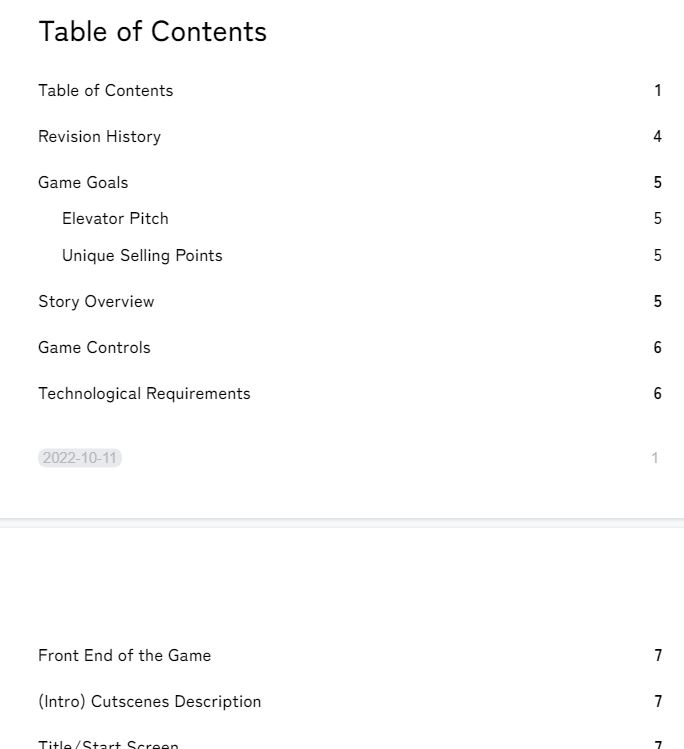 Table of Contents
Table of Contents 1
Revision History 4
Game Goals 5
Elevator Pitch 5
Unique Selling Points 5
Story Overview 5
Game Controls 6
Technological Requirements 6
2022-10-11 1
Front End of the Game 7
(Intro) Cutscenes Description 7
Title/Start Screen 7